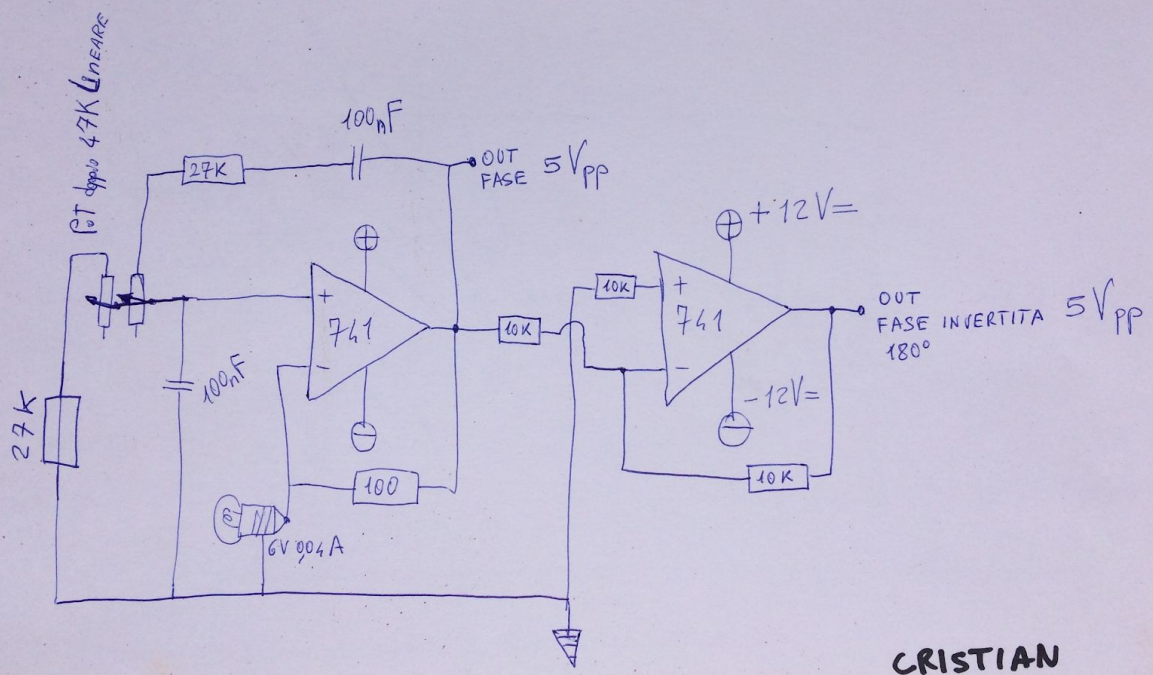 POT doppio 47K LINEARE
100nF
27K
OUT
FASE 5Vpp
+12V=
+
741
-
10K
+
741
-
10K
OUT
FASE INVERTITA 5Vpp
180°
100nF
27K
-12V=
100
10K
6V 0,04A
CRISTIAN